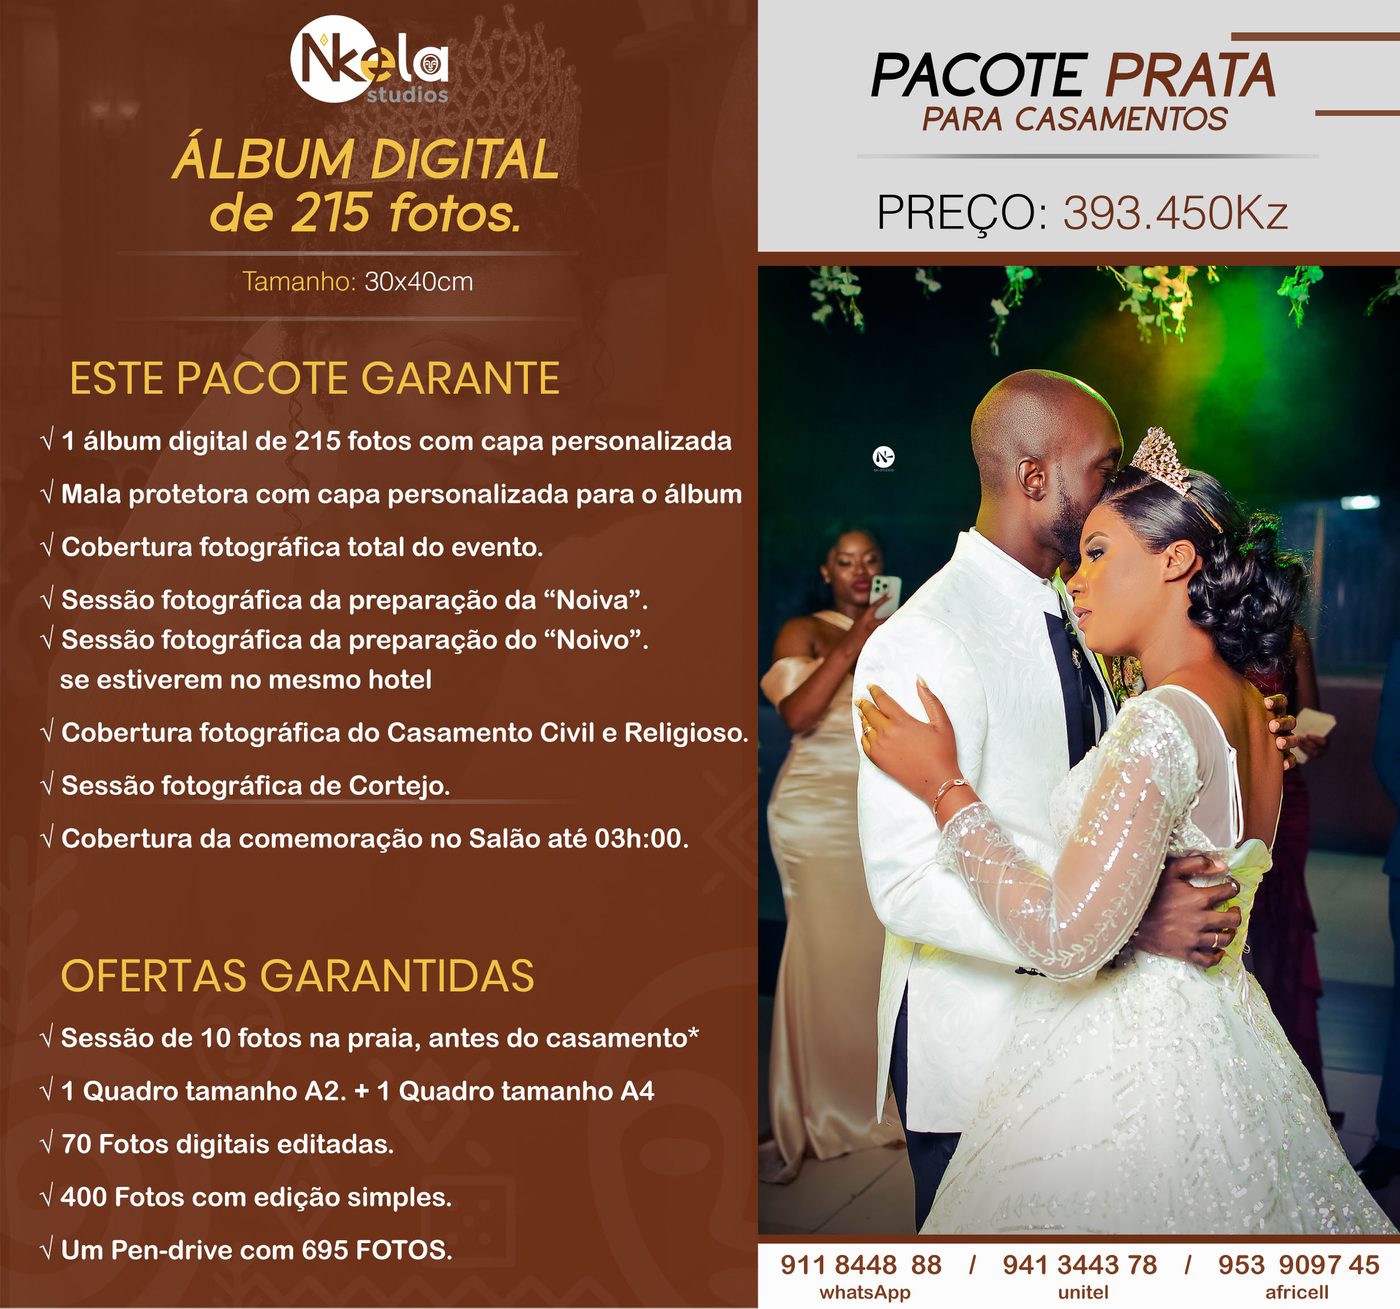 Nkela
studios
ÁLBUM DIGITAL
de 215 fotos.
Tamanho: 30x40cm
ESTE PACOTE GARANTE
√ 1 álbum digital de 215 fotos com capa personalizada
√ Mala protetora com capa personalizada para o álbum
√ Cobertura fotográfica total do evento.
√ Sessão fotográfica da preparação da “Noiva”.
√ Sessão fotográfica da preparação do “Noivo”.
se estiverem no mesmo hotel
√ Cobertura fotográfica do Casamento Civil e Religioso.
√ Sessão fotográfica de Cortejo.
√ Cobertura da comemoração no Salão até 03h:00.
OFERTAS GARANTIDAS
√ Sessão de 10 fotos na praia, antes do casamento*
√ 1 Quadro tamanho A2. + 1 Quadro tamanho A4
√ 70 Fotos digitais editadas.
√ 400 Fotos com edição simples.
√ Um Pen-drive com 695 FOTOS.
PACOTE PRATA
PARA CASAMENTOS
PREÇO: 393.450Kz
911 8448 88 / 941 3443 78 / 953 9097 45
whatsApp unitel africell